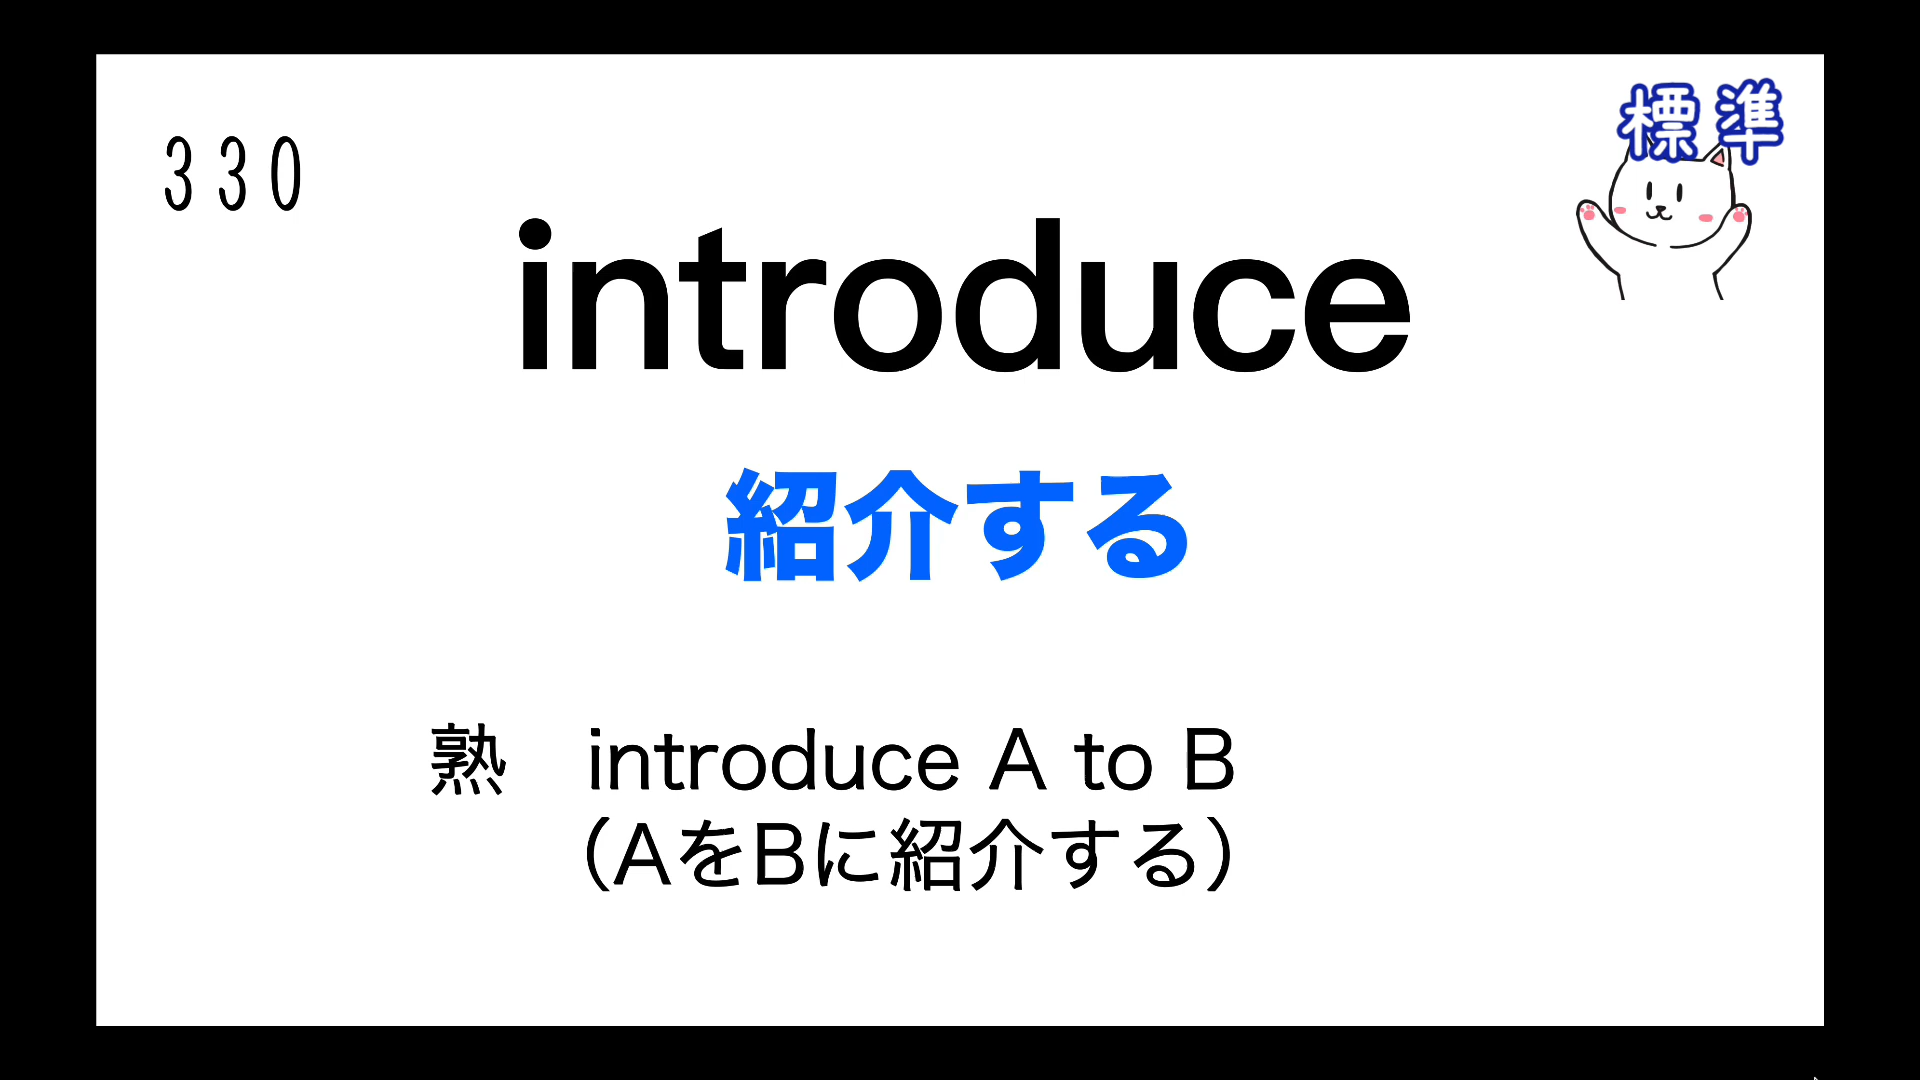 330
標準
introduce
紹介する
熟　introduce A to B
（AをBに紹介する）